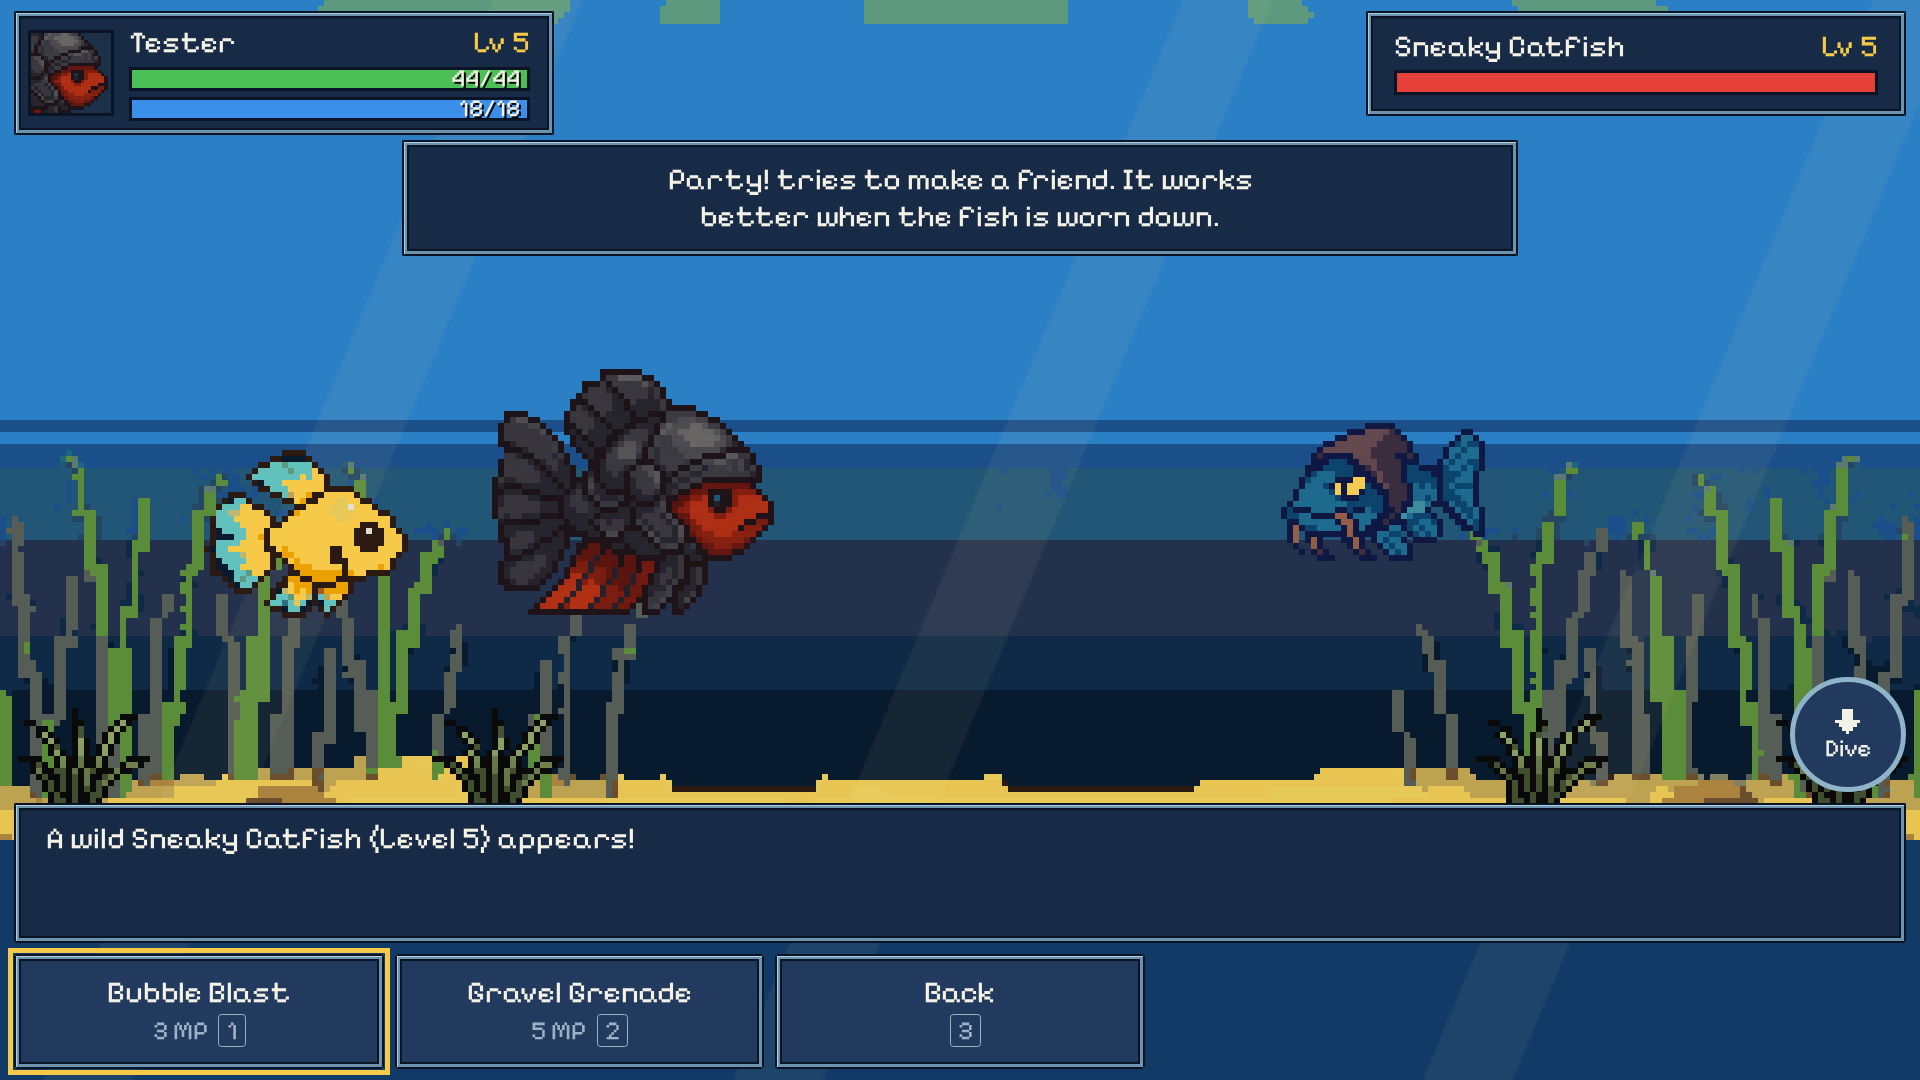 Tester Lv 5
44/44
18/18
Sneaky Catfish Lv 5
Party! tries to make a friend. It works
better when the fish is worn down.
Dive
A wild Sneaky Catfish (Level 5) appears!
Bubble Blast
3 MP 1
Gravel Grenade
5 MP 2
Back
3